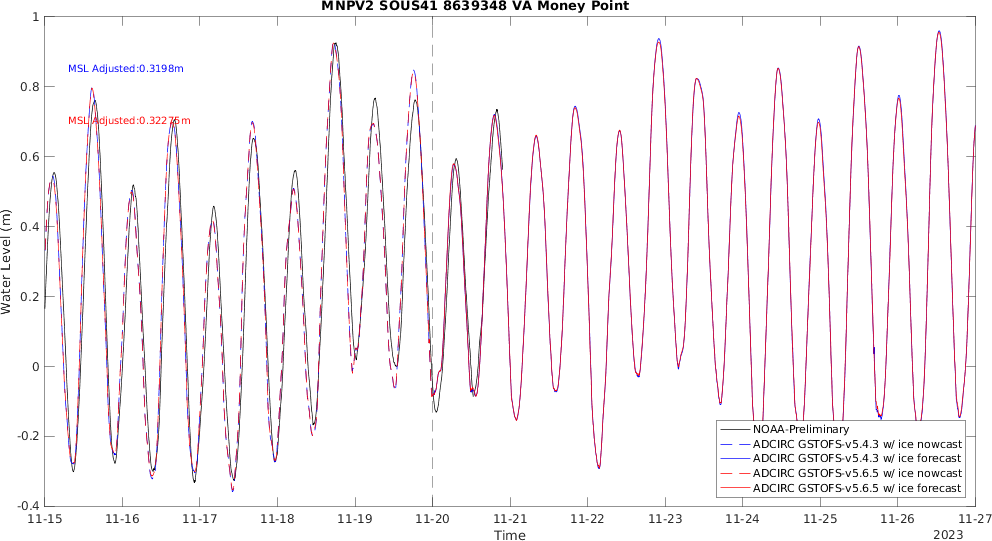 MNPV2 SOUS41 8639348 VA Money Point
1
0.8
0.6
0.4
0.2
0
-0.2
-0.4
Water Level (m)
MSL Adjusted:0.3198m
MSL Adjusted:0.32275m
NOAA-Preliminary
ADCIRC GSTOFS-v5.4.3 w/ ice nowcast
ADCIRC GSTOFS-v5.4.3 w/ ice forecast
ADCIRC GSTOFS-v5.6.5 w/ ice nowcast
ADCIRC GSTOFS-v5.6.5 w/ ice forecast
11-15 11-16 11-17 11-18 11-19 11-20 11-21 11-22 11-23 11-24 11-25 11-26 11-27
Time
2023